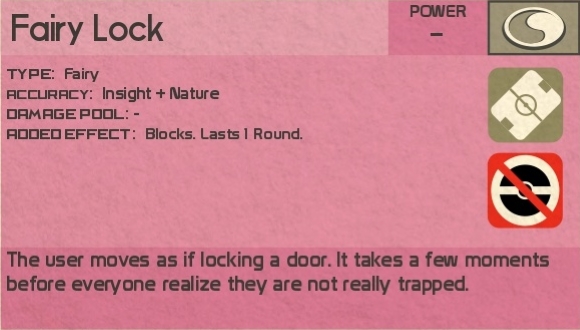 Fairy Lock
POWER
–
TYPE: Fairy
ACCURACY: Insight + Nature
DAMAGE POOL: -
ADDED EFFECT: Blocks. Lasts 1 Round.
The user moves as if locking a door. It takes a few moments
before everyone realize they are not really trapped.